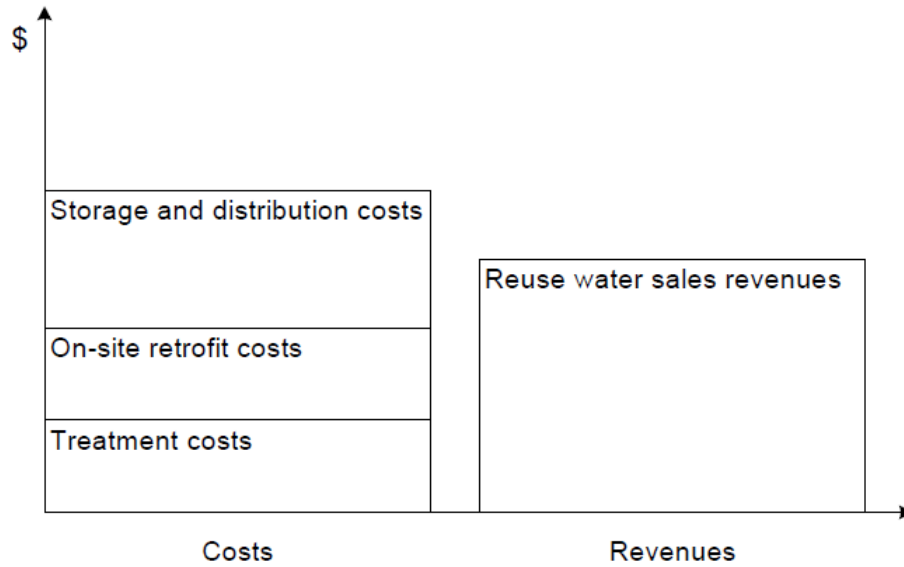 $
Storage and distribution costs
Reuse water sales revenues
On-site retrofit costs
Treatment costs
Costs
Revenues